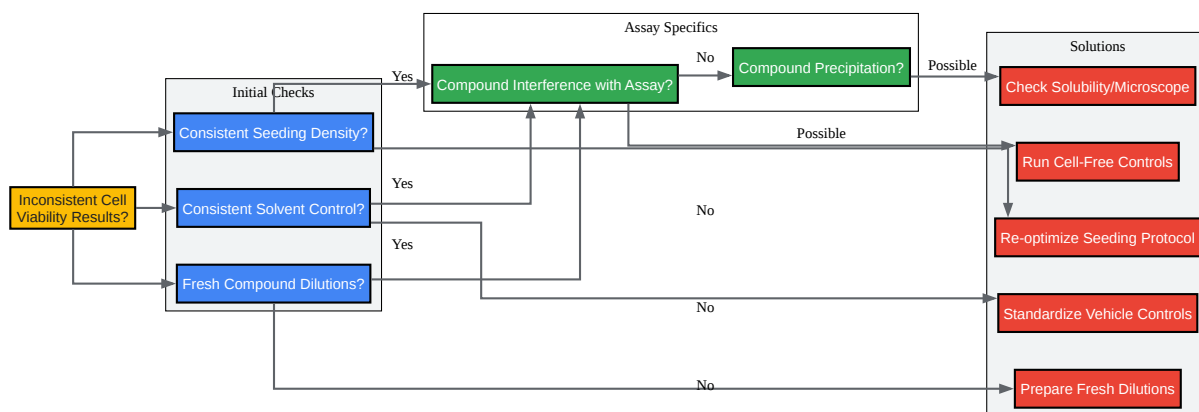 Assay Specifics
Solutions
No
Compound Precipitation?
Possible
Yes
Compound Interference with Assay?
Check Solubility/Microscope
Initial Checks
Consistent Seeding Density?
Possible
Run Cell-Free Controls
Yes
Inconsistent Cell
Viability Results?
Consistent Solvent Control?
No
Re-optimize Seeding Protocol
Yes
Fresh Compound Dilutions?
No
Standardize Vehicle Controls
No
Prepare Fresh Dilutions